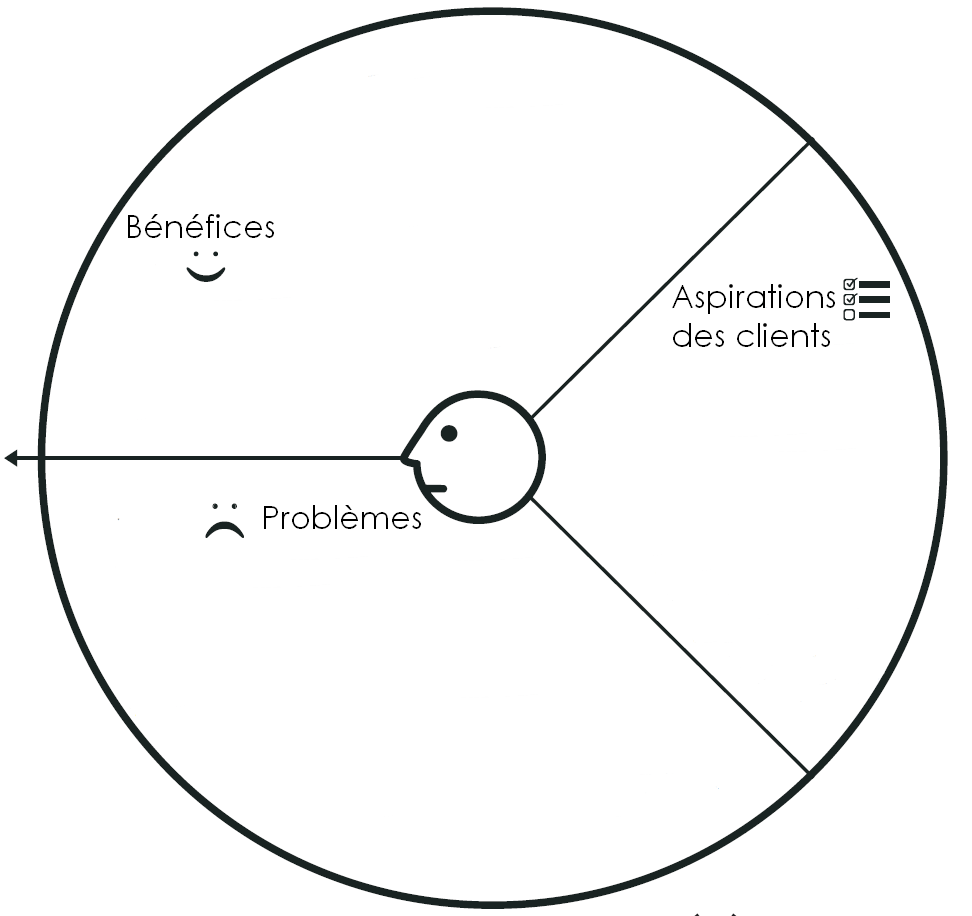 Bénéfices
Aspirations
des clients
Problèmes